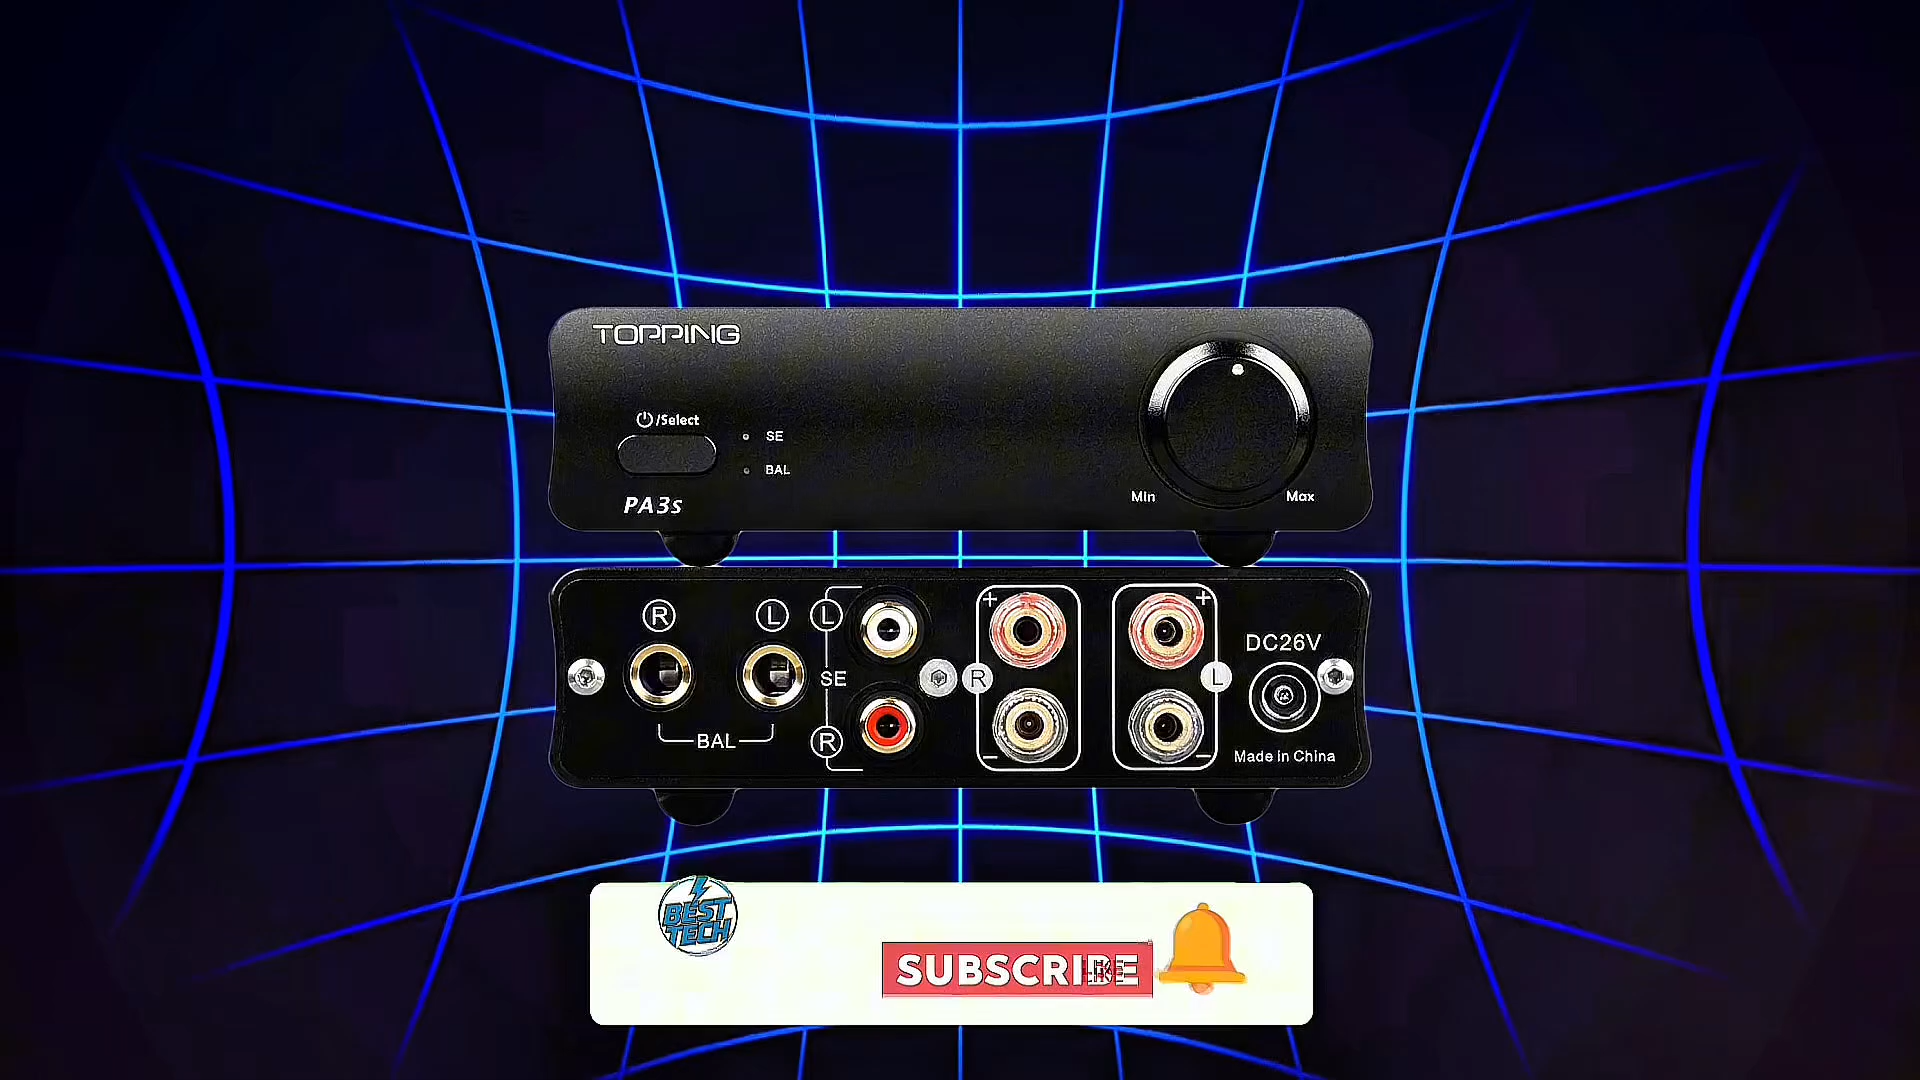 TOPPING
⏻/Select
SE
BAL
PA3s
Min
Max
R
L
L
SE
R
BAL
+
−
R
+
−
L
DC26V
Made in China
BEST
TECH
SUBSCRIBE